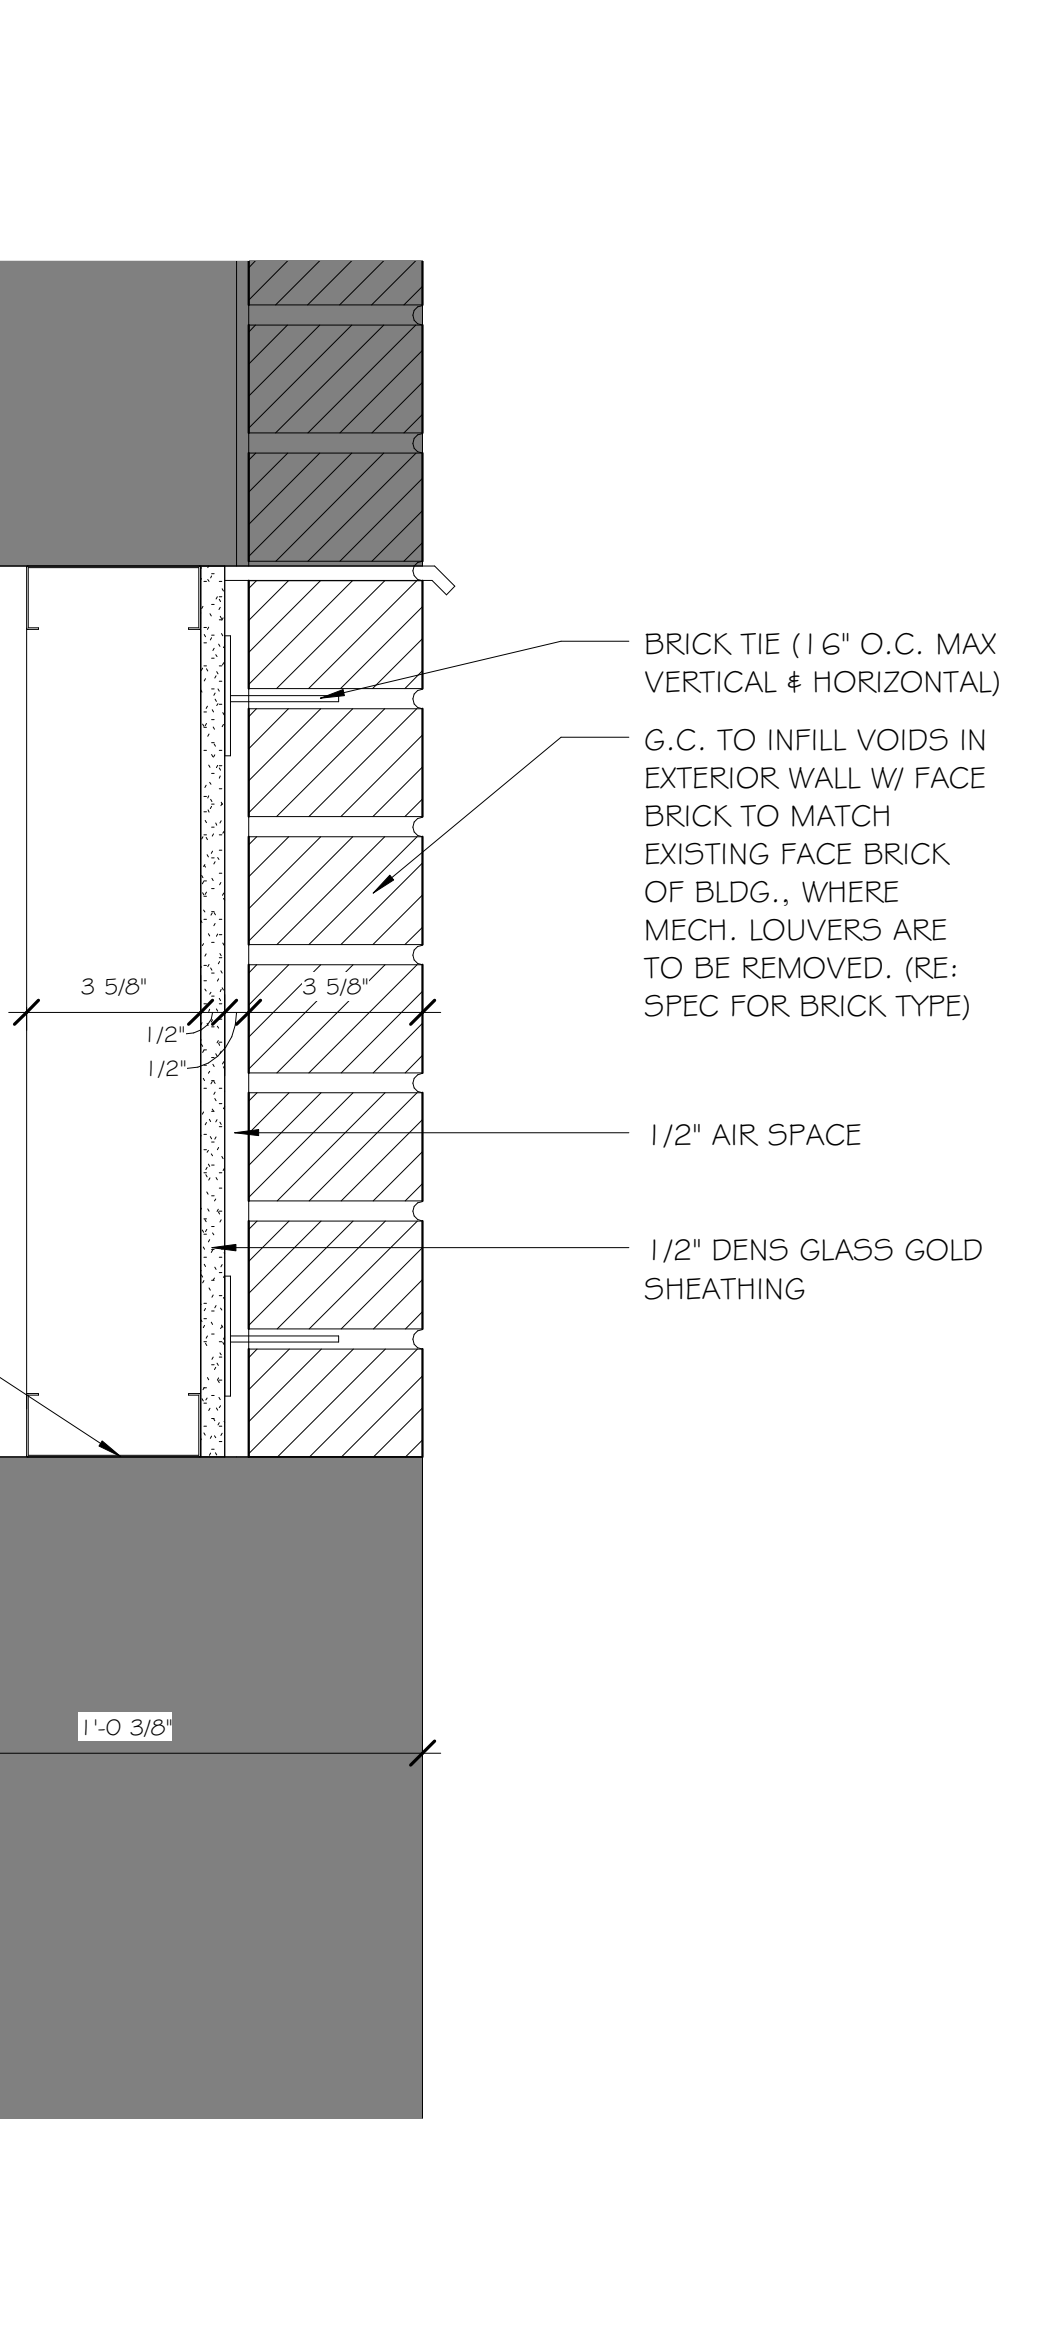 BRICK TIE (16" O.C. MAX
VERTICAL & HORIZONTAL)
G.C. TO INFILL VOIDS IN
EXTERIOR WALL W/ FACE
BRICK TO MATCH
EXISTING FACE BRICK
OF BLDG., WHERE
MECH. LOUVERS ARE
TO BE REMOVED. (RE:
SPEC FOR BRICK TYPE)
3 5/8"
3 5/8"
1/2"
1/2"
1/2" AIR SPACE
1/2" DENS GLASS GOLD
SHEATHING
1'-0 3/8"